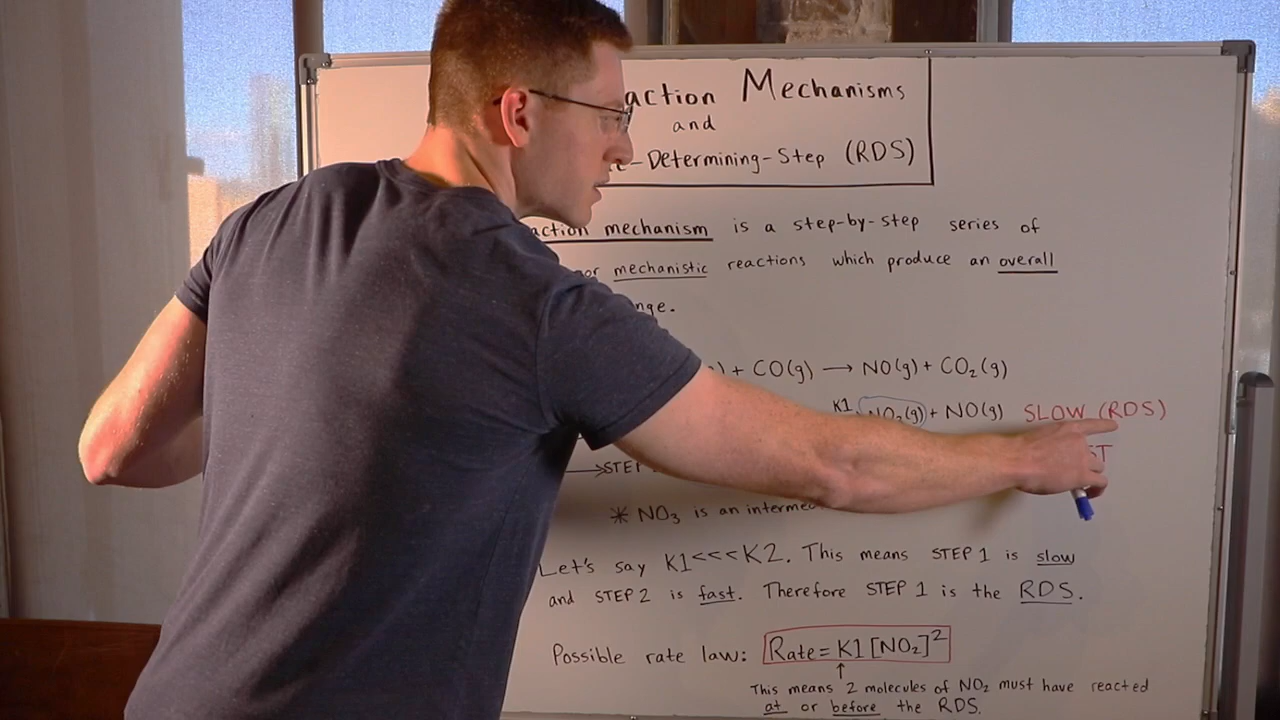 action Mechanisms
and
-Determining-Step (RDS)
action mechanism is a step-by-step series of
or mechanistic reactions which produce an overall
nge.
) + CO(g) → NO(g) + CO₂(g)
K1 NO₃(g) + NO(g) SLOW (RDS)
→STEP ST
* NO₃ is an interme
Let's say K1<<<K2. This means STEP 1 is slow
and STEP 2 is fast. Therefore STEP 1 is the RDS.
Possible rate law: Rate = K1 [NO₂]²
↑
This means 2 molecules of NO₂ must have reacted
at or before the RDS.